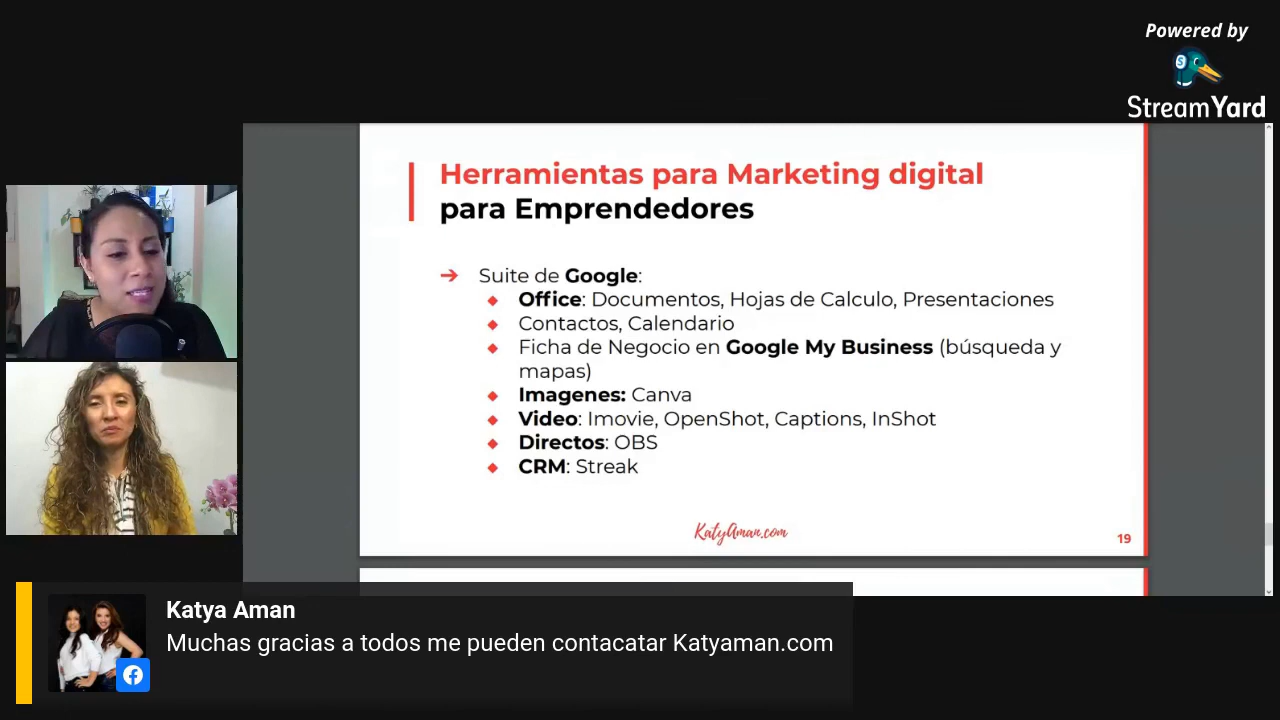 Powered by
StreamYard
Herramientas para Marketing digital
para Emprendedores
➔ Suite de Google:
◆ Office: Documentos, Hojas de Calculo, Presentaciones
◆ Contactos, Calendario
◆ Ficha de Negocio en Google My Business (búsqueda y
mapas)
◆ Imagenes: Canva
◆ Video: Imovie, OpenShot, Captions, InShot
◆ Directos: OBS
◆ CRM: Streak
KatyAman.com
19
Katya Aman
Muchas gracias a todos me pueden contacatar Katyaman.com